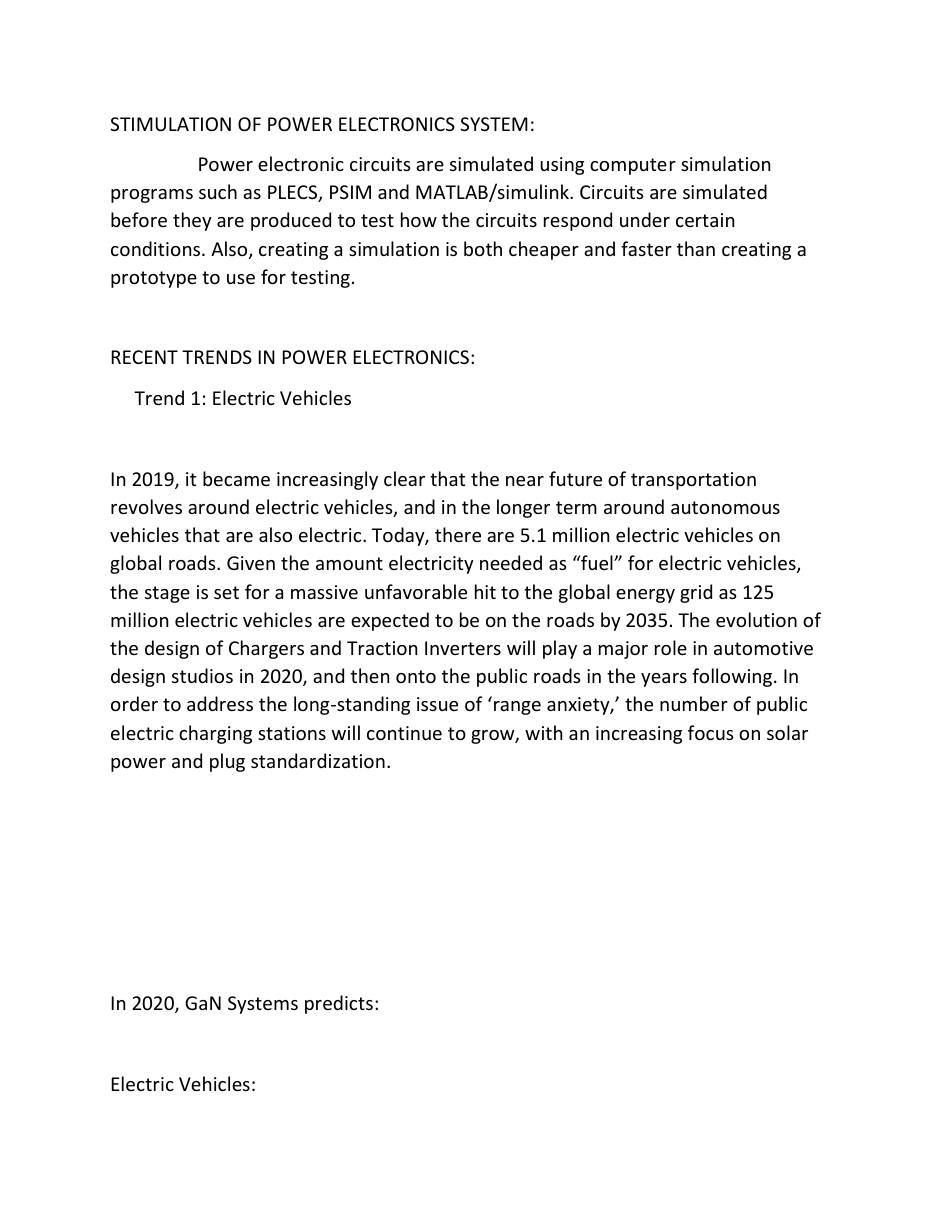 STIMULATION OF POWER ELECTRONICS SYSTEM:
Power electronic circuits are simulated using computer simulation
programs such as PLECS, PSIM and MATLAB/simulink. Circuits are simulated
before they are produced to test how the circuits respond under certain
conditions. Also, creating a simulation is both cheaper and faster than creating a
prototype to use for testing.
RECENT TRENDS IN POWER ELECTRONICS:
Trend 1: Electric Vehicles
In 2019, it became increasingly clear that the near future of transportation
revolves around electric vehicles, and in the longer term around autonomous
vehicles that are also electric. Today, there are 5.1 million electric vehicles on
global roads. Given the amount electricity needed as “fuel” for electric vehicles,
the stage is set for a massive unfavorable hit to the global energy grid as 125
million electric vehicles are expected to be on the roads by 2035. The evolution of
the design of Chargers and Traction Inverters will play a major role in automotive
design studios in 2020, and then onto the public roads in the years following. In
order to address the long-standing issue of ‘range anxiety,’ the number of public
electric charging stations will continue to grow, with an increasing focus on solar
power and plug standardization.
In 2020, GaN Systems predicts:
Electric Vehicles: